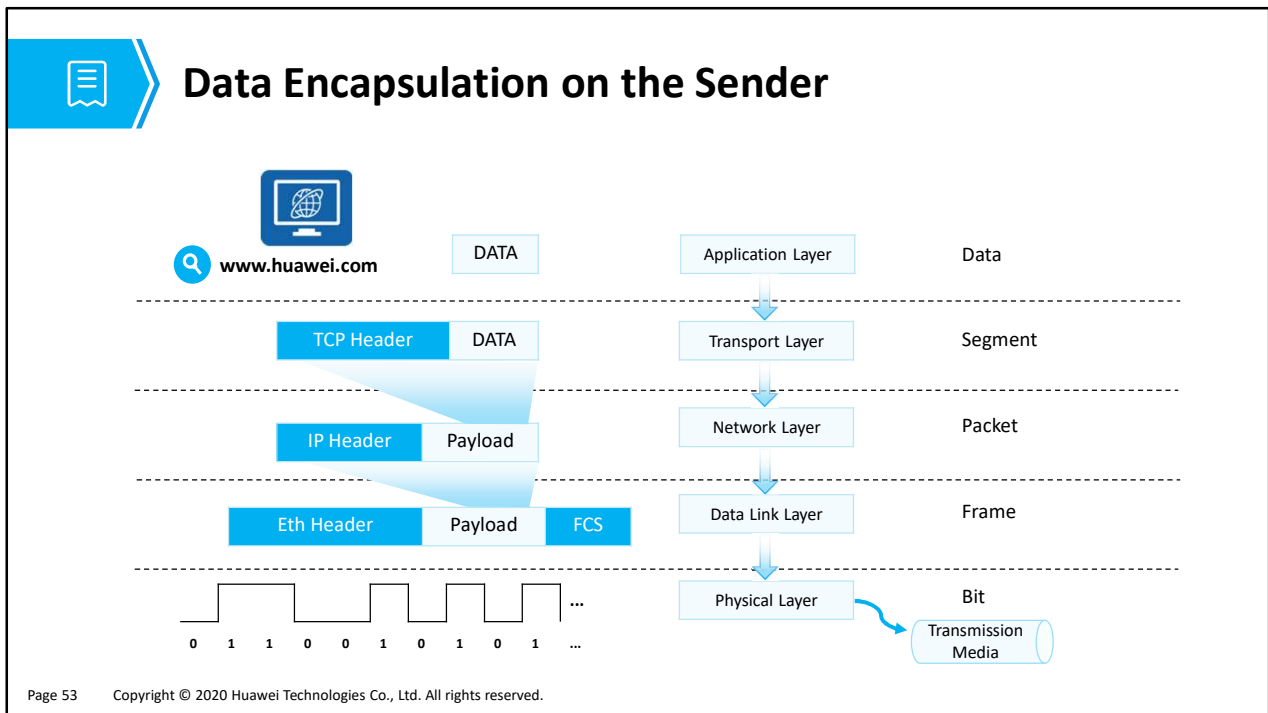 Data Encapsulation on the Sender
www.huawei.com
DATA
Application Layer
Data
TCP Header
DATA
Transport Layer
Segment
IP Header
Payload
Network Layer
Packet
Eth Header
Payload
FCS
Data Link Layer
Frame
...
Physical Layer
Bit
0 1 1 0 0 1 0 1 0 1 ...
Transmission
Media
Page 53 Copyright © 2020 Huawei Technologies Co., Ltd. All rights reserved.